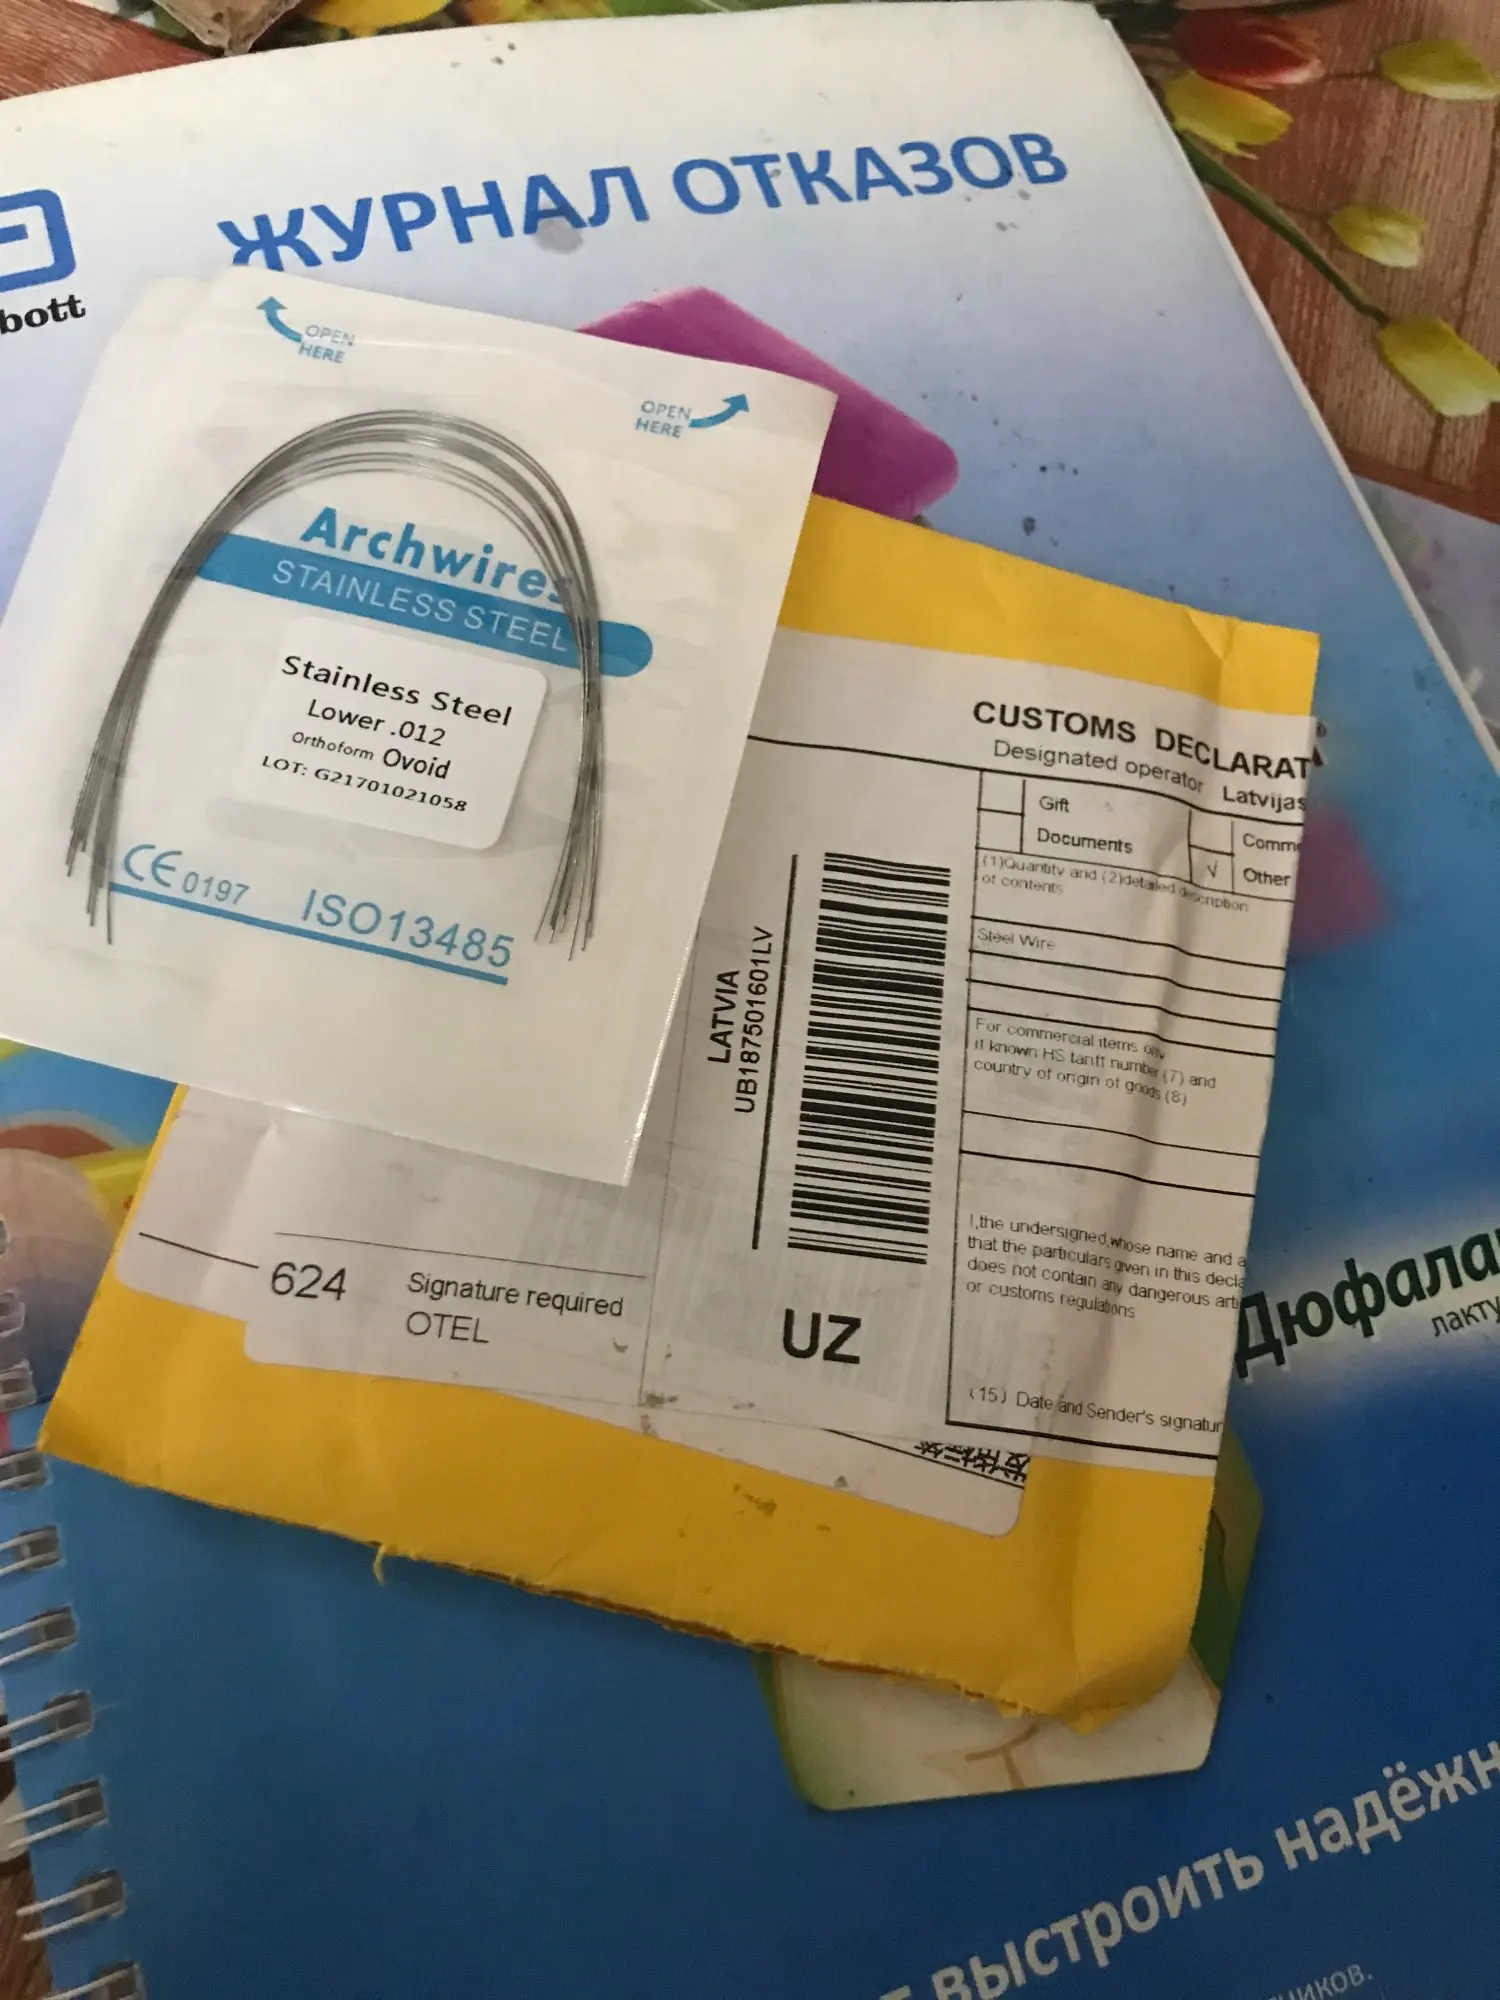 ЖУРНАЛ ОТКАЗОВ
bott
OPEN
HERE
OPEN
HERE
Archwires
STAINLESS STEEL
Stainless Steel
Lower .012
Orthoform Ovoid
LOT: G21701021058
CE 0197
ISO13485
CUSTOMS DECLARAT
Designated operator Latvijas
Gift
Documents
Comme
√ Other
(1)Quantity and (2)detailed description
of contents
Steel Wire
For commercial items only
if known HS tariff number (7) and
country of origin of goods (8)
I,the undersigned,whose name and a
that the particulars given in this decla
does not contain any dangerous arti
or customs regulations
(15) Date and Sender's signatur
LATVIA
UB187501601LV
UZ
624
Signature required
OTEL
Дюфала
лакту
выстроить надёжн